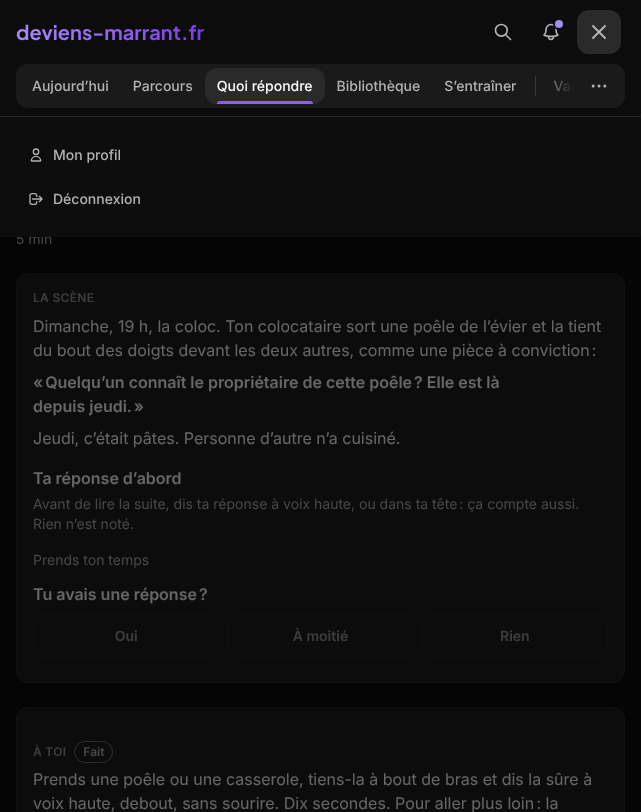 deviens-marrant.fr
Aujourd’hui
Parcours
Quoi répondre
Bibliothèque
S’entraîner
Va
Mon profil
Déconnexion
5 min
LA SCÈNE
Dimanche, 19 h, la coloc. Ton colocataire sort une poêle de l’évier et la tient
du bout des doigts devant les deux autres, comme une pièce à conviction :
« Quelqu’un connaît le propriétaire de cette poêle ? Elle est là
depuis jeudi. »
Jeudi, c’était pâtes. Personne d’autre n’a cuisiné.
Ta réponse d’abord
Avant de lire la suite, dis ta réponse à voix haute, ou dans ta tête : ça compte aussi.
Rien n’est noté.
Prends ton temps
Tu avais une réponse ?
Oui
À moitié
Rien
À TOI
Fait
Prends une poêle ou une casserole, tiens-la à bout de bras et dis la sûre à
voix haute, debout, sans sourire. Dix secondes. Pour aller plus loin : la